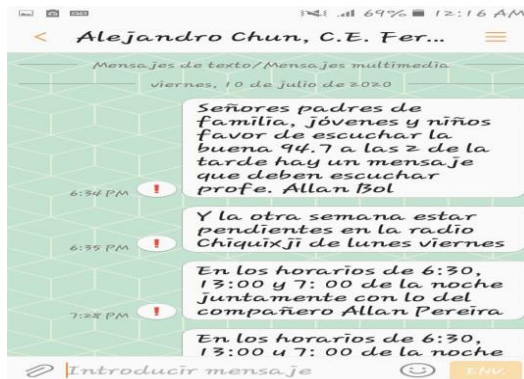 69% 12:16 AM
< Alejandro Chun, C.E. Fer...
Mensajes de texto/Mensajes multimedia
viernes, 10 de julio de 2020
Señores padres de
familia, jóvenes y niños
favor de escuchar la
buena 94.7 a las 2 de la
tarde hay un mensaje
que deben escuchar
profe. Allan Bol
6:34 PM
Y la otra semana estar
pendientes en la radio
Chiquixjí de lunes viernes
6:35 PM
En los horarios de 6:30,
13:00 y 7: 00 de la noche
juntamente con lo del
compañero Allan Pereira
7:28 PM
En los horarios de 6:30,
13:00 y 7: 00 de la noche
Introducir mensaje
ENV.